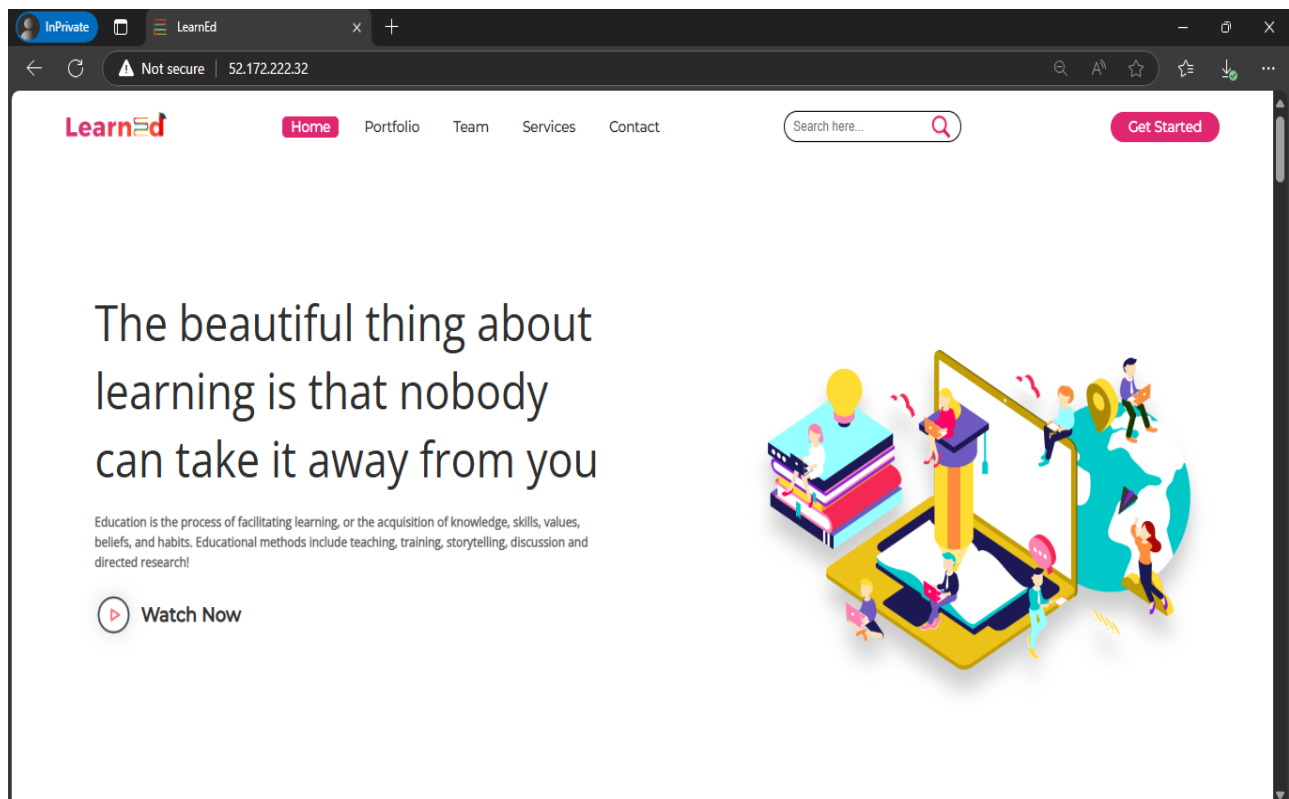 InPrivate
LearnEd
Not secure
52.172.222.32
LearnEd
Home
Portfolio
Team
Services
Contact
Search here...
Get Started
The beautiful thing about
learning is that nobody
can take it away from you
Education is the process of facilitating learning, or the acquisition of knowledge, skills, values,
beliefs, and habits. Educational methods include teaching, training, storytelling, discussion and
directed research!
Watch Now